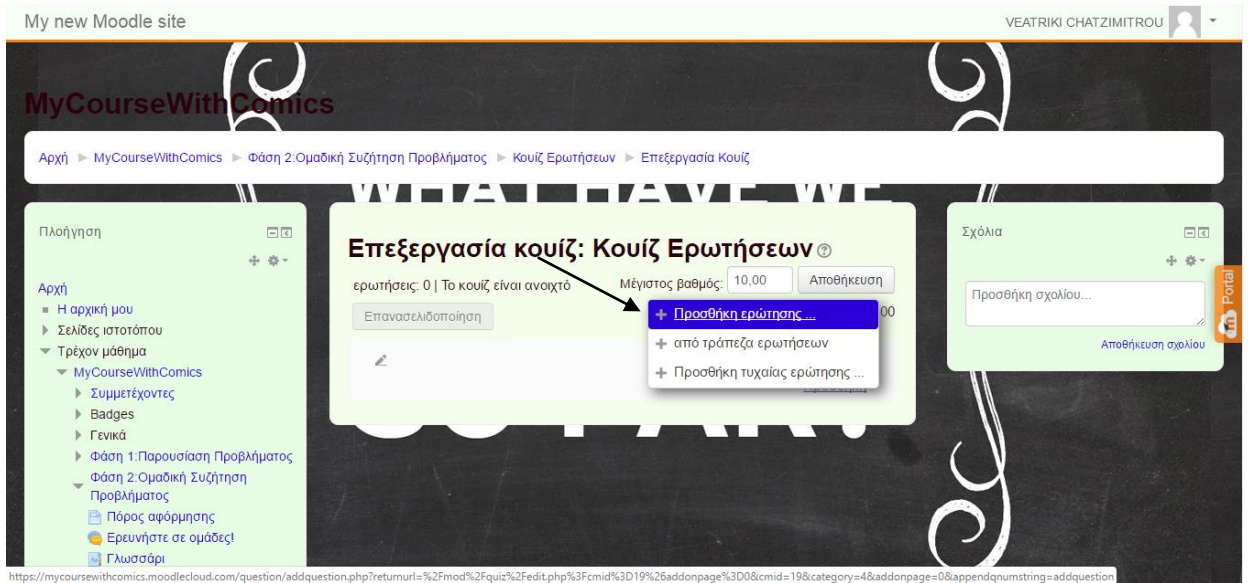 My new Moodle site
VEATRIKI CHATZIMITROU
MyCourseWithComics
Αρχή
MyCourseWithComics
Φάση 2:Ομαδική Συζήτηση Προβλήματος
Κουίζ Ερωτήσεων
Επεξεργασία Κουίζ
WHAT HAVE WE
Πλοήγηση
Αρχή
Η αρχική μου
Σελίδες ιστοτόπου
Τρέχον μάθημα
MyCourseWithComics
Συμμετέχοντες
Badges
Γενικά
Φάση 1:Παρουσίαση Προβλήματος
Φάση 2:Ομαδική Συζήτηση
Προβλήματος
Πόρος αφόρμησης
Ερευνήστε σε ομάδες!
Γλωσσάρι
Επεξεργασία κουίζ: Κουίζ Ερωτήσεων
ερωτήσεις: 0 | Το κουίζ είναι ανοιχτό
Μέγιστος βαθμός:
10,00
Αποθήκευση
Επανασελιδοποίηση
00
Προσθήκη ερώτησης ...
από τράπεζα ερωτήσεων
Προσθήκη τυχαίας ερώτησης ...
Σχόλια
Προσθήκη σχολίου...
Αποθήκευση σχολίου
Portal
https://mycoursewithcomics.moodlecloud.com/question/addquestion.php?returnurl=%2Fmod%2Fquiz%2Fedit.php%3Fcmid%3D19%26addonpage%3D0&cmid=19&category=4&addonpage=0&appendqnumstring=addquestion